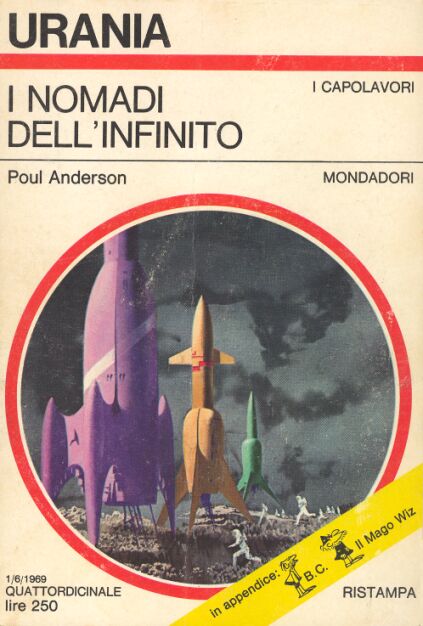 URANIA
I NOMADI
DELL'INFINITO
I CAPOLAVORI
Poul Anderson
MONDADORI
1/6/1969
QUATTORDICINALE
lire 250
in appendice:
B.C.
Il Mago Wiz
RISTAMPA